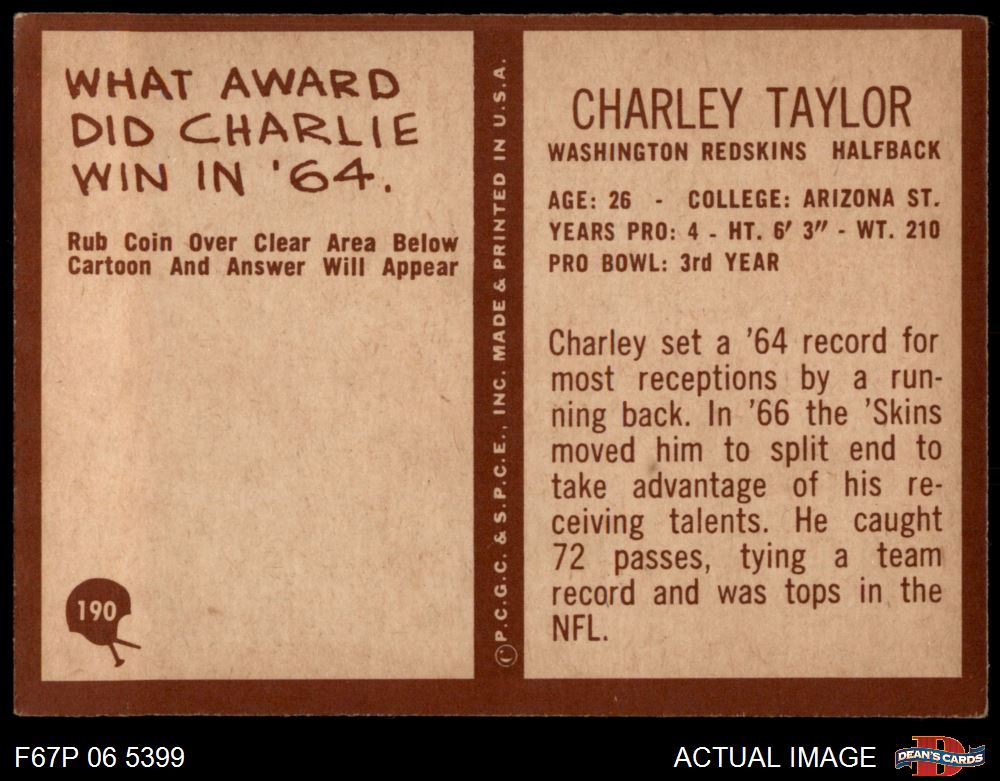 WHAT AWARD
DID CHARLIE
WIN IN '64.
Rub Coin Over Clear Area Below
Cartoon And Answer Will Appear
190
© P.C.G.C. & S.P.C.E., INC. MADE & PRINTED IN U.S.A.
CHARLEY TAYLOR
WASHINGTON REDSKINS HALFBACK
AGE: 26 - COLLEGE: ARIZONA ST.
YEARS PRO: 4 - HT. 6' 3" - WT. 210
PRO BOWL: 3rd YEAR
Charley set a '64 record for
most receptions by a run-
ning back. In '66 the 'Skins
moved him to split end to
take advantage of his re-
ceiving talents. He caught
72 passes, tying a team
record and was tops in the
NFL.
F67P 06 5399
ACTUAL IMAGE
D
DEAN'S CARDS